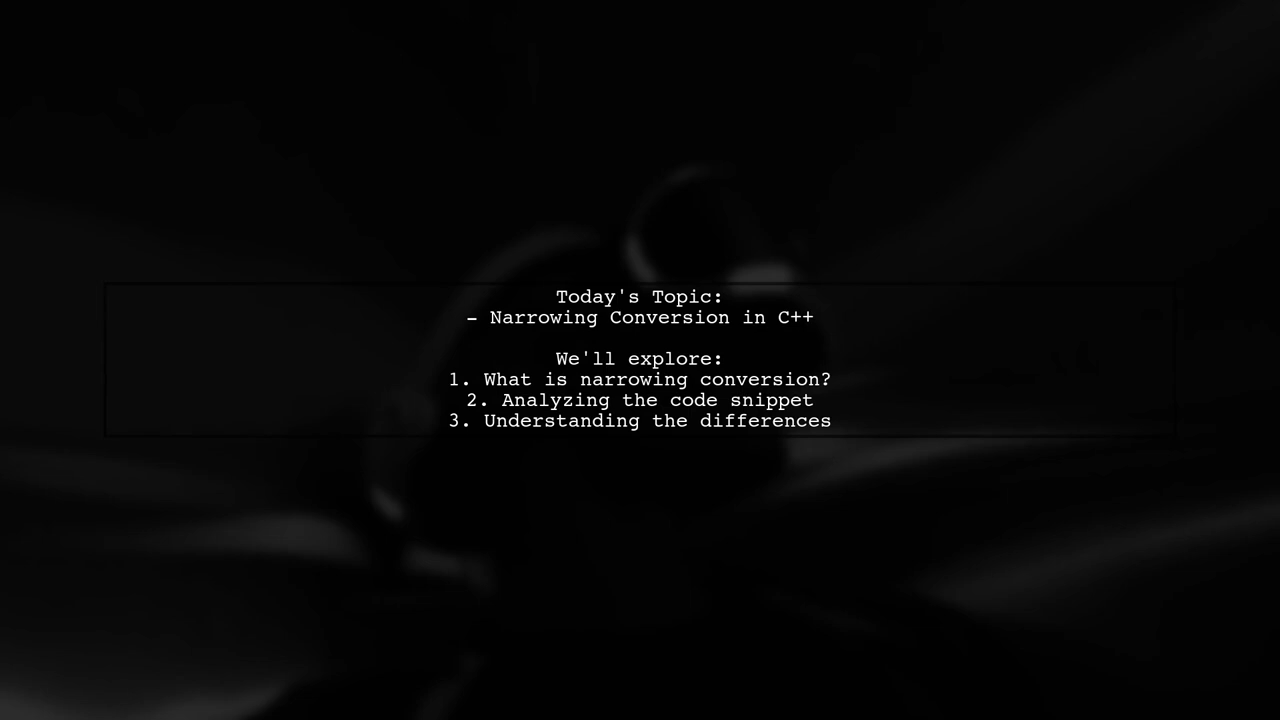 Today's Topic:
- Narrowing Conversion in C++
We'll explore:
1. What is narrowing conversion?
2. Analyzing the code snippet
3. Understanding the differences